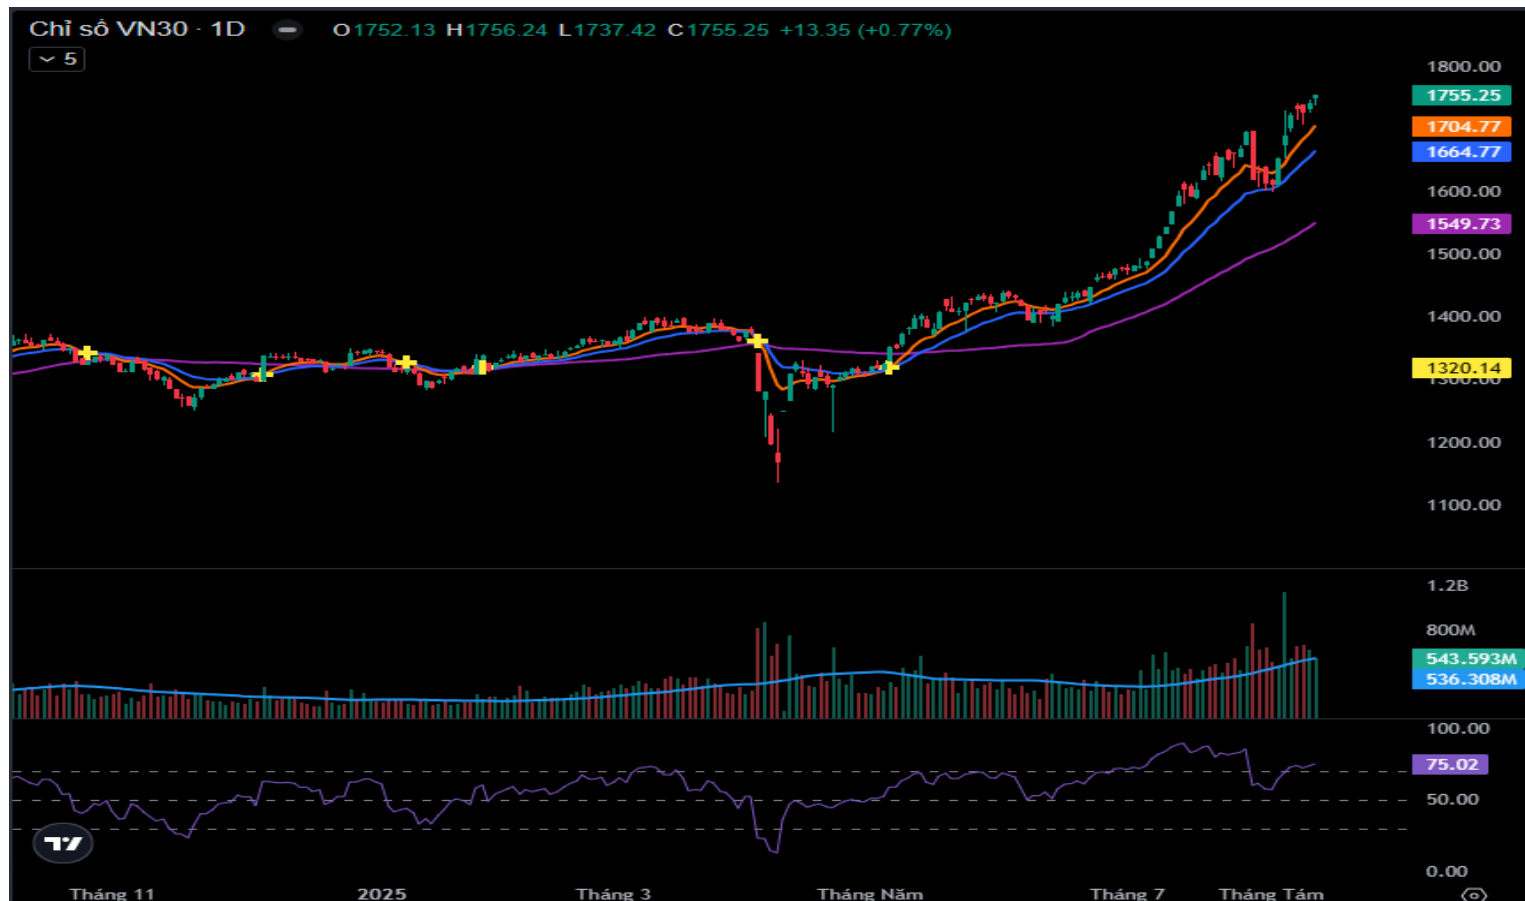 Chỉ số VN30 · 1D O1752.13 H1756.24 L1737.42 C1755.25 +13.35 (+0.77%)
5
1800.00
1755.25
1704.77
1664.77
1600.00
1549.73
1500.00
1400.00
1320.14
1300.00
1200.00
1100.00
1.2B
800M
543.593M
536.308M
100.00
75.02
50.00
0.00
Tháng 11 2025 Tháng 3 Tháng Năm Tháng 7 Tháng Tám